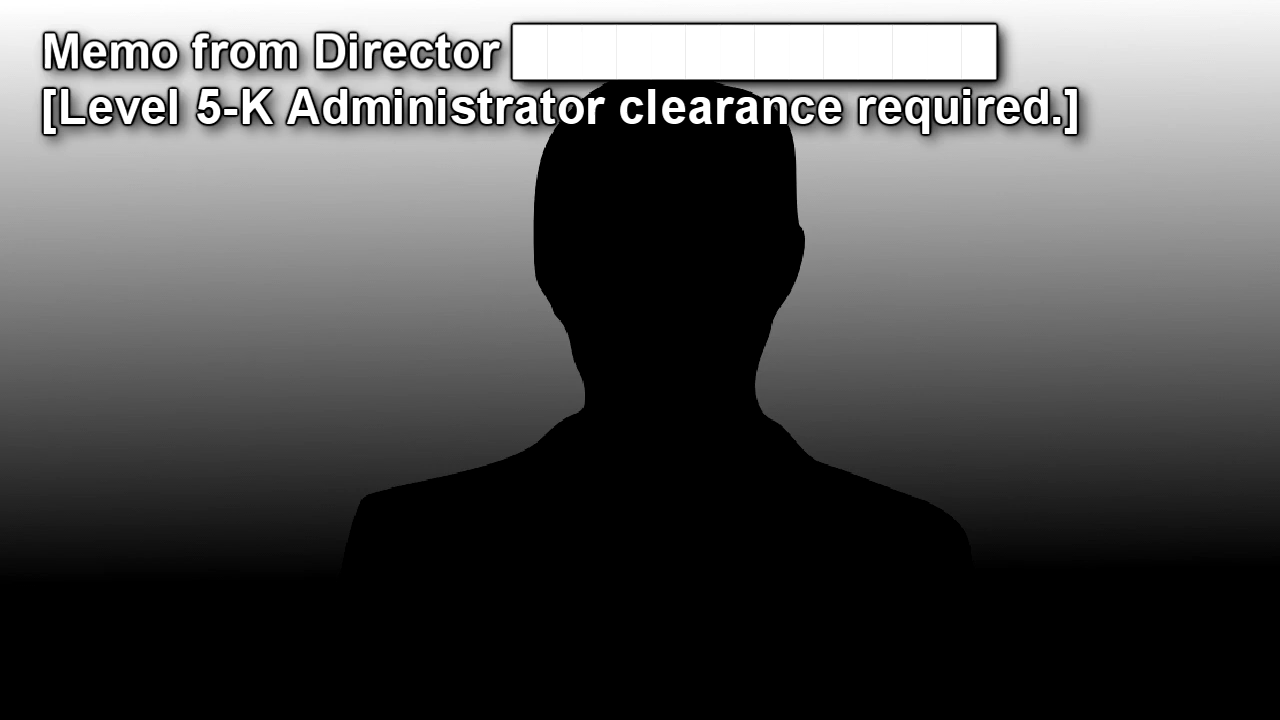 Memo from Director
[Level 5-K Administrator clearance required.]